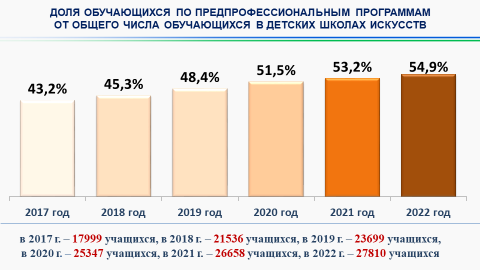 ДОЛЯ ОБУЧАЮЩИХСЯ ПО ПРЕДПРОФЕССИОНАЛЬНЫМ ПРОГРАММАМ
ОТ ОБЩЕГО ЧИСЛА ОБУЧАЮЩИХСЯ В ДЕТСКИХ ШКОЛАХ ИСКУССТВ
43,2% 45,3% 48,4% 51,5% 53,2% 54,9%
2017 год 2018 год 2019 год 2020 год 2021 год 2022 год
в 2017 г. – 17999 учащихся, в 2018 г. – 21536 учащихся, в 2019 г. – 23699 учащихся,
в 2020 г. – 25347 учащихся, в 2021 г. – 26658 учащихся, в 2022 г. – 27810 учащихся